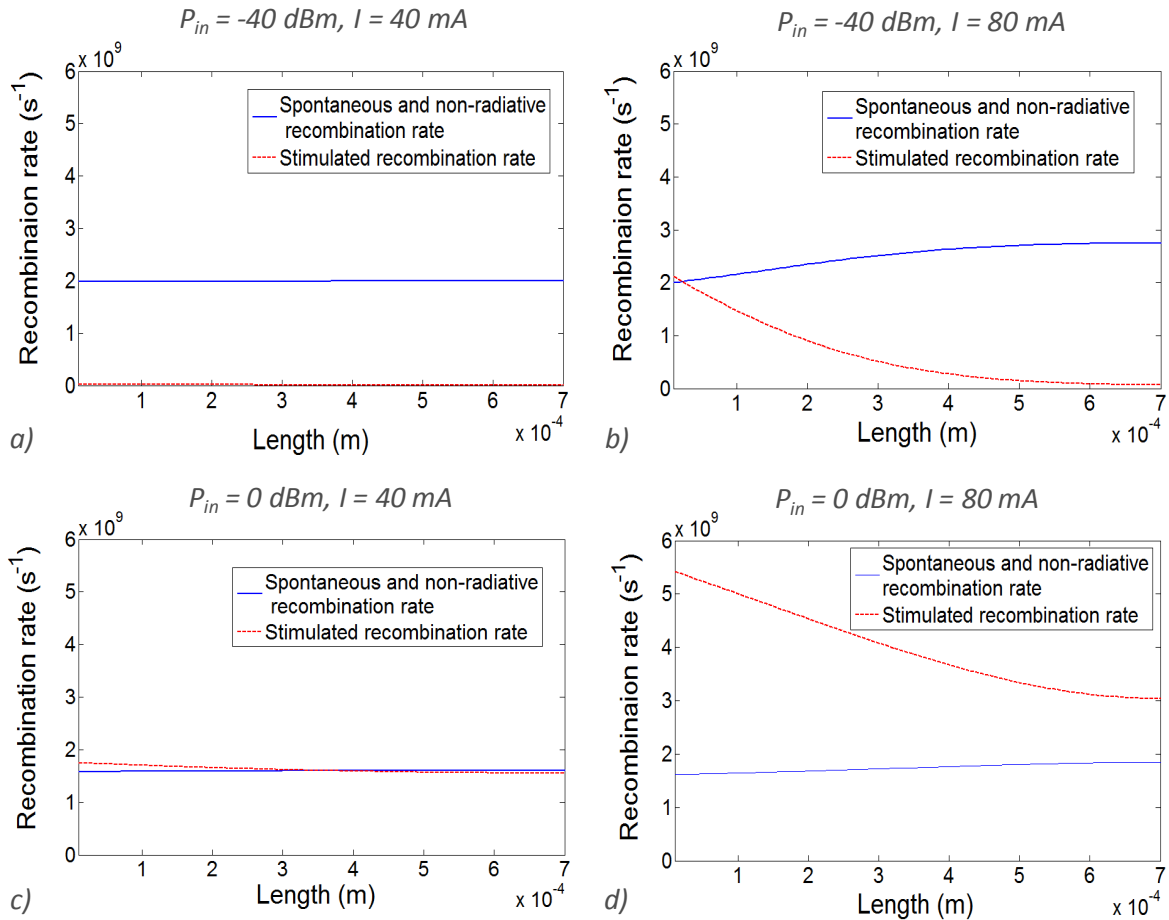 P_in = -40 dBm, I = 40 mA
x 10^9
Recombinaion rate (s^-1)
6
5
4
3
2
1
0
Spontaneous and non-radiative
recombination rate
Stimulated recombination rate
1 2 3 4 5 6 7
x 10^-4
Length (m)
a)
P_in = -40 dBm, I = 80 mA
x 10^9
Recombinaion rate (s^-1)
6
5
4
3
2
1
0
Spontaneous and non-radiative
recombination rate
Stimulated recombination rate
1 2 3 4 5 6 7
x 10^-4
Length (m)
b)
P_in = 0 dBm, I = 40 mA
x 10^9
Recombination rate (s^-1)
6
5
4
3
2
1
0
Spontaneous and non-radiative
recombination rate
Stimulated recombination rate
1 2 3 4 5 6 7
x 10^-4
Length (m)
c)
P_in = 0 dBm, I = 80 mA
x 10^9
Recombinaion rate (s^-1)
6
5
4
3
2
1
0
Spontaneous and non-radiative
recombination rate
Stimulated recombination rate
1 2 3 4 5 6 7
x 10^-4
Length (m)
d)